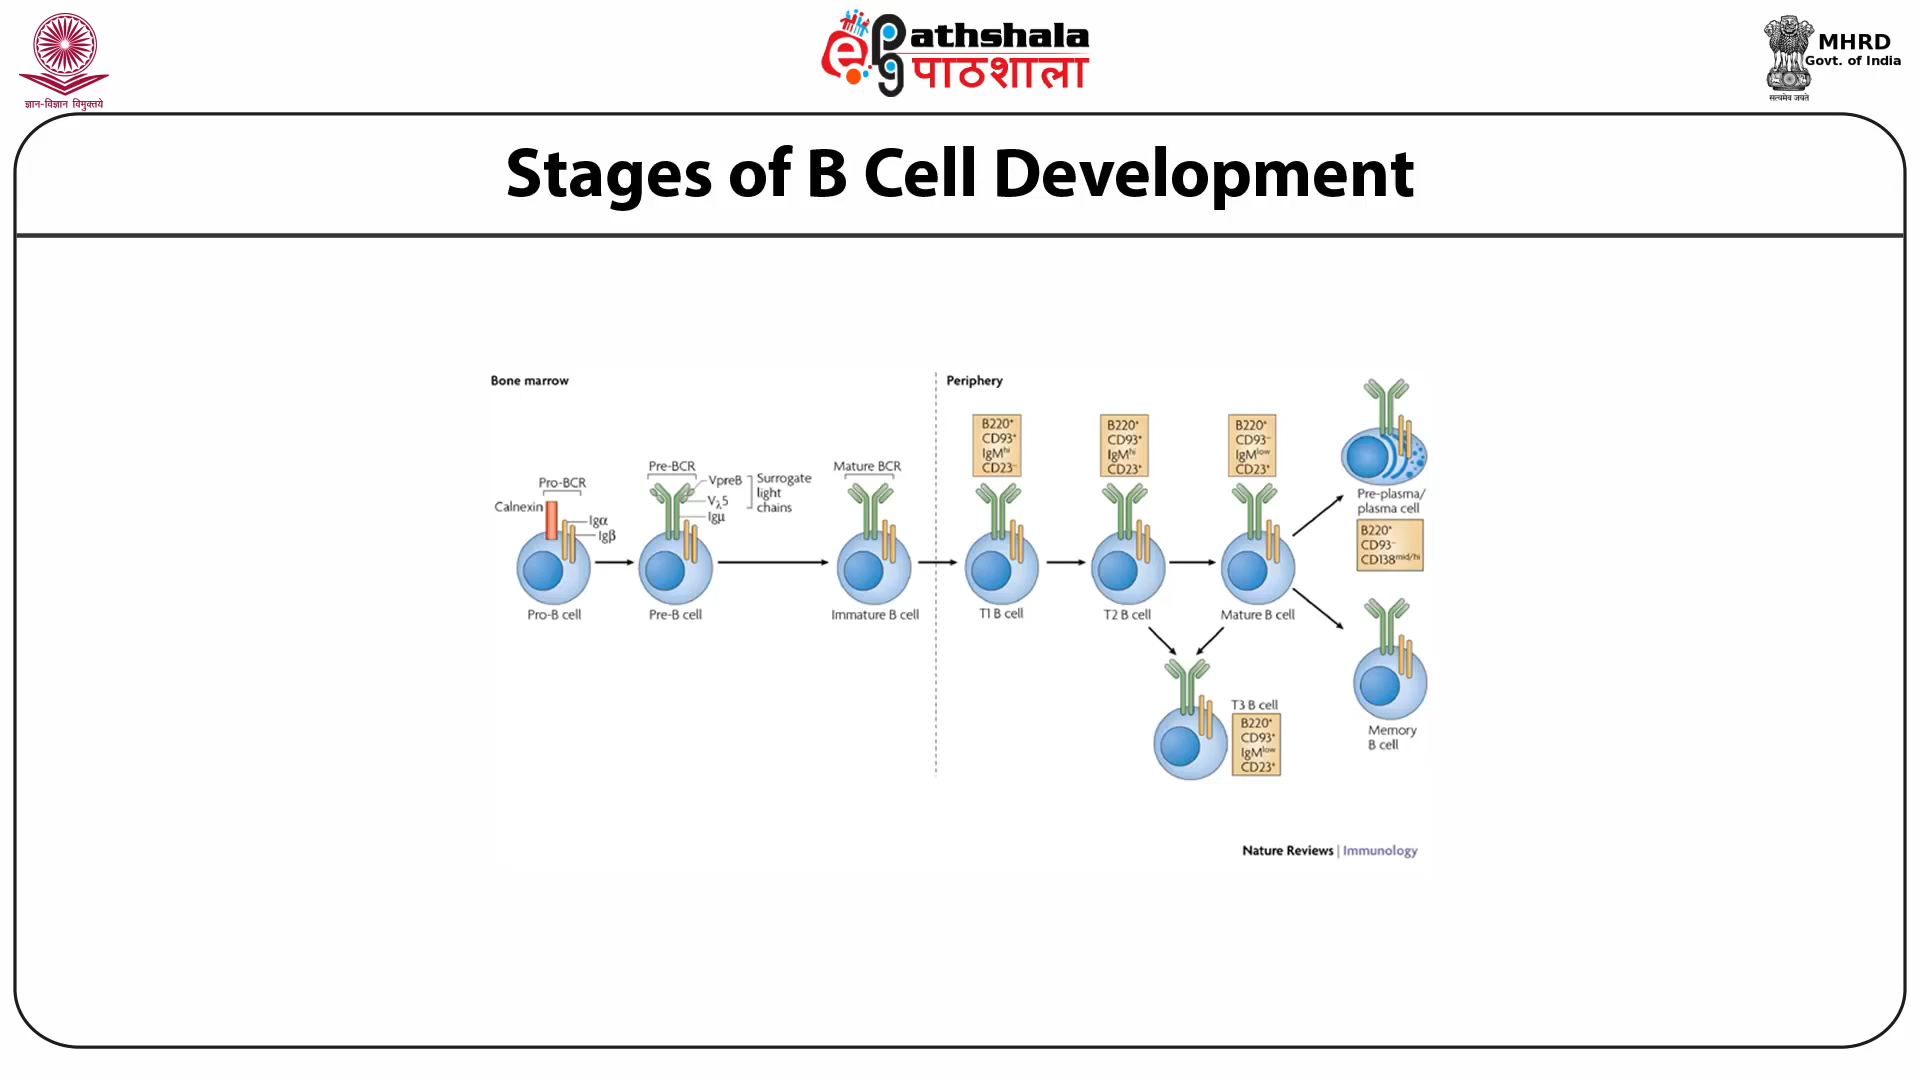 ज्ञान-विज्ञान विमुक्तये
ePathshala
पाठशाला
MHRD
Govt. of India
सत्यमेव जयते
Stages of B Cell Development
Bone marrow
Periphery
Pro-BCR
Calnexin
Igα
Igβ
Pro-B cell
Pre-BCR
VpreB
Vλ5
Igμ
Surrogate
light
chains
Pre-B cell
Mature BCR
Immature B cell
B220⁺
CD93⁺
IgMʰⁱ
CD23⁻
T1 B cell
B220⁺
CD93⁺
IgMʰⁱ
CD23⁺
T2 B cell
B220⁺
CD93⁻
IgMˡᵒʷ
CD23⁺
Mature B cell
T3 B cell
B220⁺
CD93⁺
IgMˡᵒʷ
CD23⁺
Pre-plasma/
plasma cell
B220⁺
CD93⁻
CD138ᵐⁱᵈ/ʰⁱ
Memory
B cell
Nature Reviews | Immunology